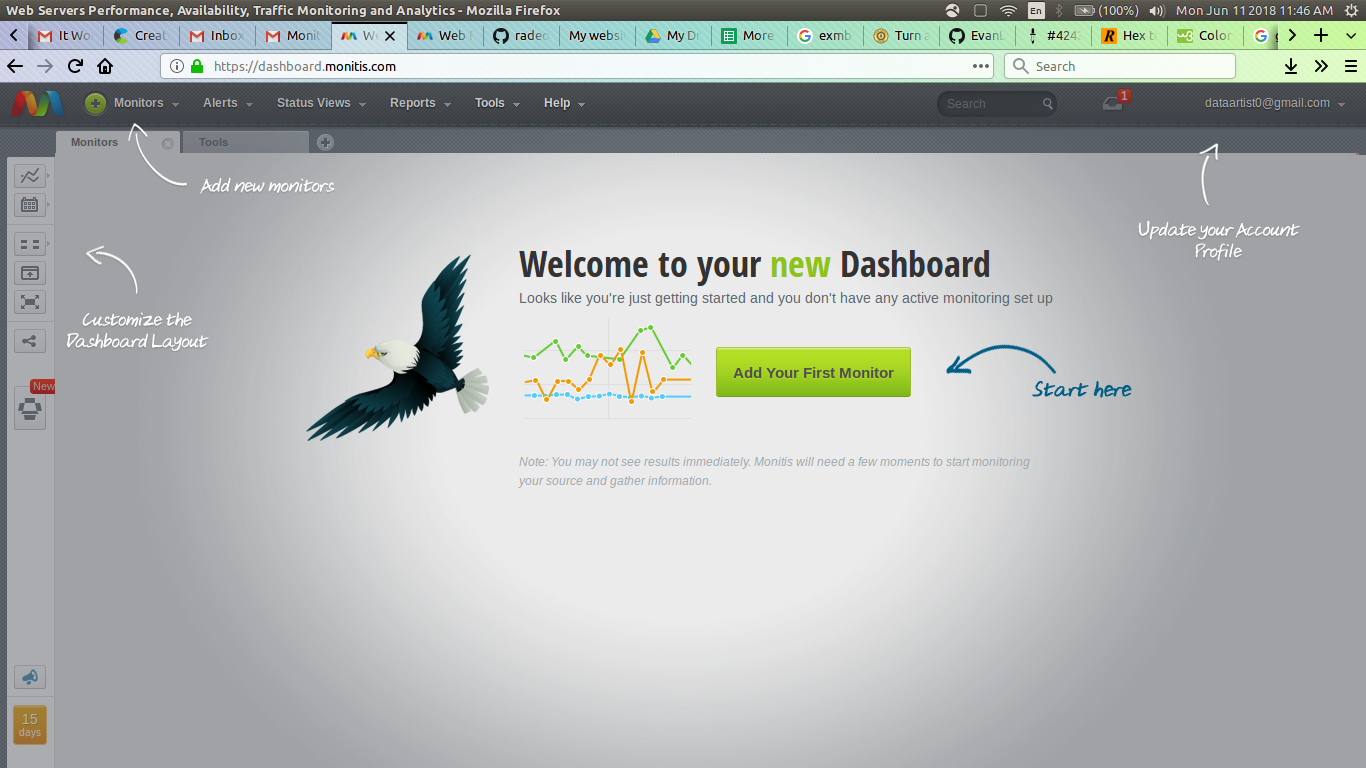 Web Servers Performance, Availability, Traffic Monitoring and Analytics - Mozilla Firefox
En (100%) Mon Jun 11 2018 11:46 AM
It Wo Creat Inbox Monit We Web radeo My websi My Dr More exmb Turn a EvanL #424 Hex t Color g
https://dashboard.monitis.com
Search
Monitors Alerts Status Views Reports Tools Help
Search
1
dataartist0@gmail.com
Monitors Tools
Add new monitors
Update your Account
Profile
Customize the
Dashboard Layout
Welcome to your new Dashboard
Looks like you're just getting started and you don't have any active monitoring set up
Add Your First Monitor
Start here
New
Note: You may not see results immediately. Monitis will need a few moments to start monitoring
your source and gather information.
15
days